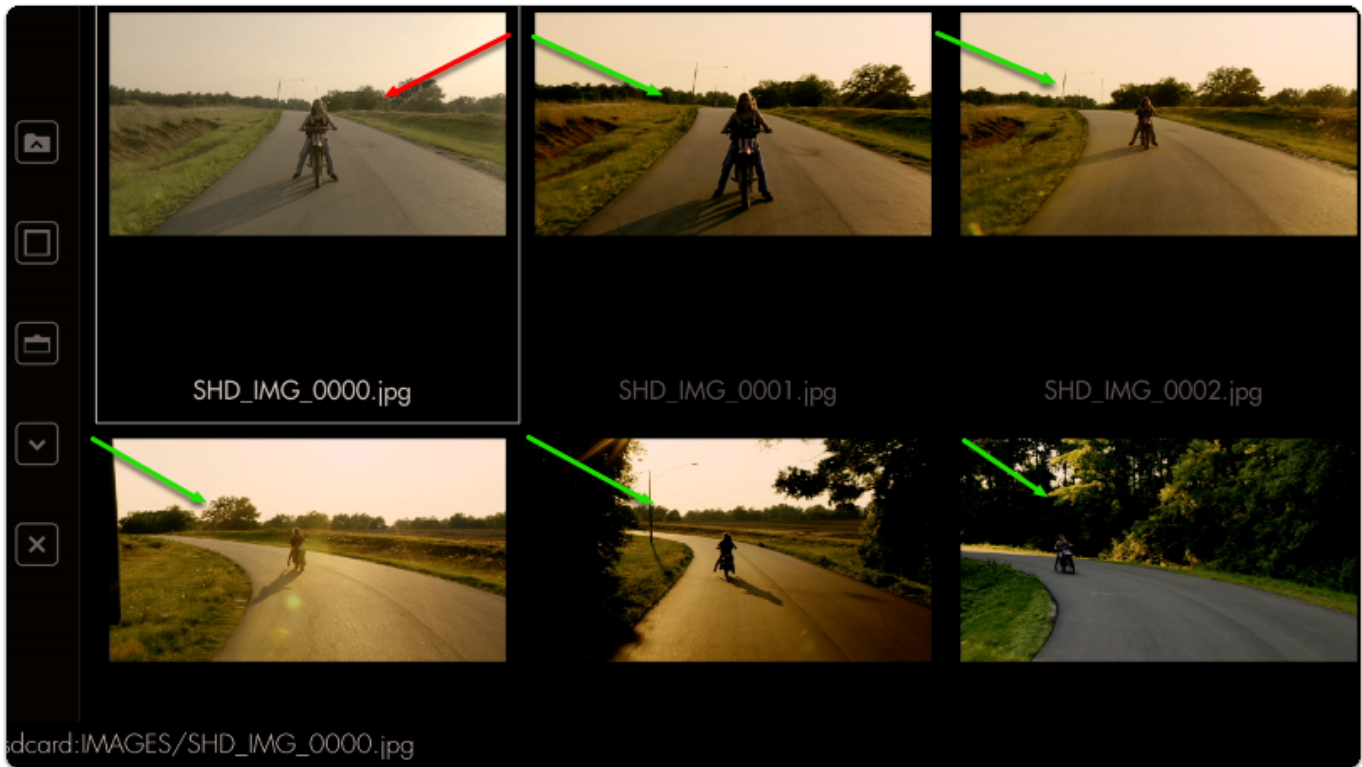 SHD_IMG_0000.jpg
SHD_IMG_0001.jpg
SHD_IMG_0002.jpg
sdcard:IMAGES/SHD_IMG_0000.jpg